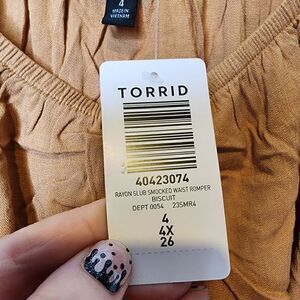 4
MADE IN
VIETNAM
TORRID
40423074
RAYON SLUB SMOCKED WAIST ROMPER
BISCUIT
DEPT 0054 23SMR4
4
4X
26